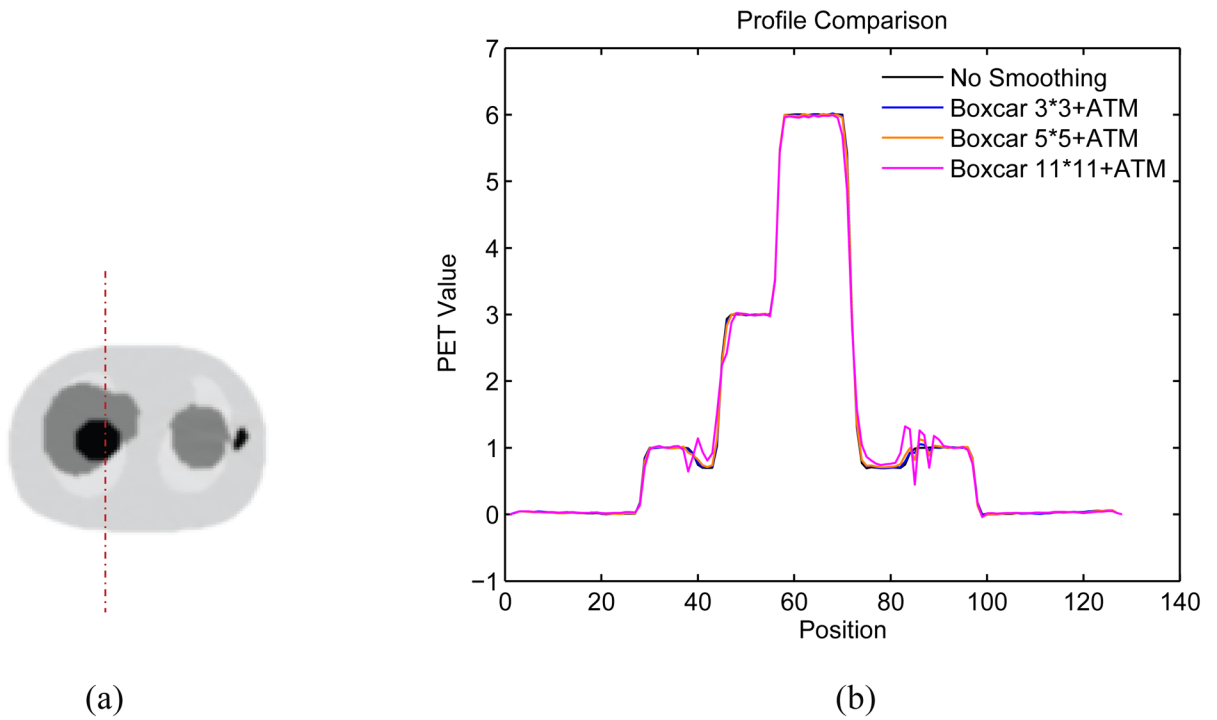 Profile Comparison
7
6
5
4
3
2
1
0
−1
PET Value
No Smoothing
Boxcar 3*3+ATM
Boxcar 5*5+ATM
Boxcar 11*11+ATM
0 20 40 60 80 100 120 140
Position
(a) (b)